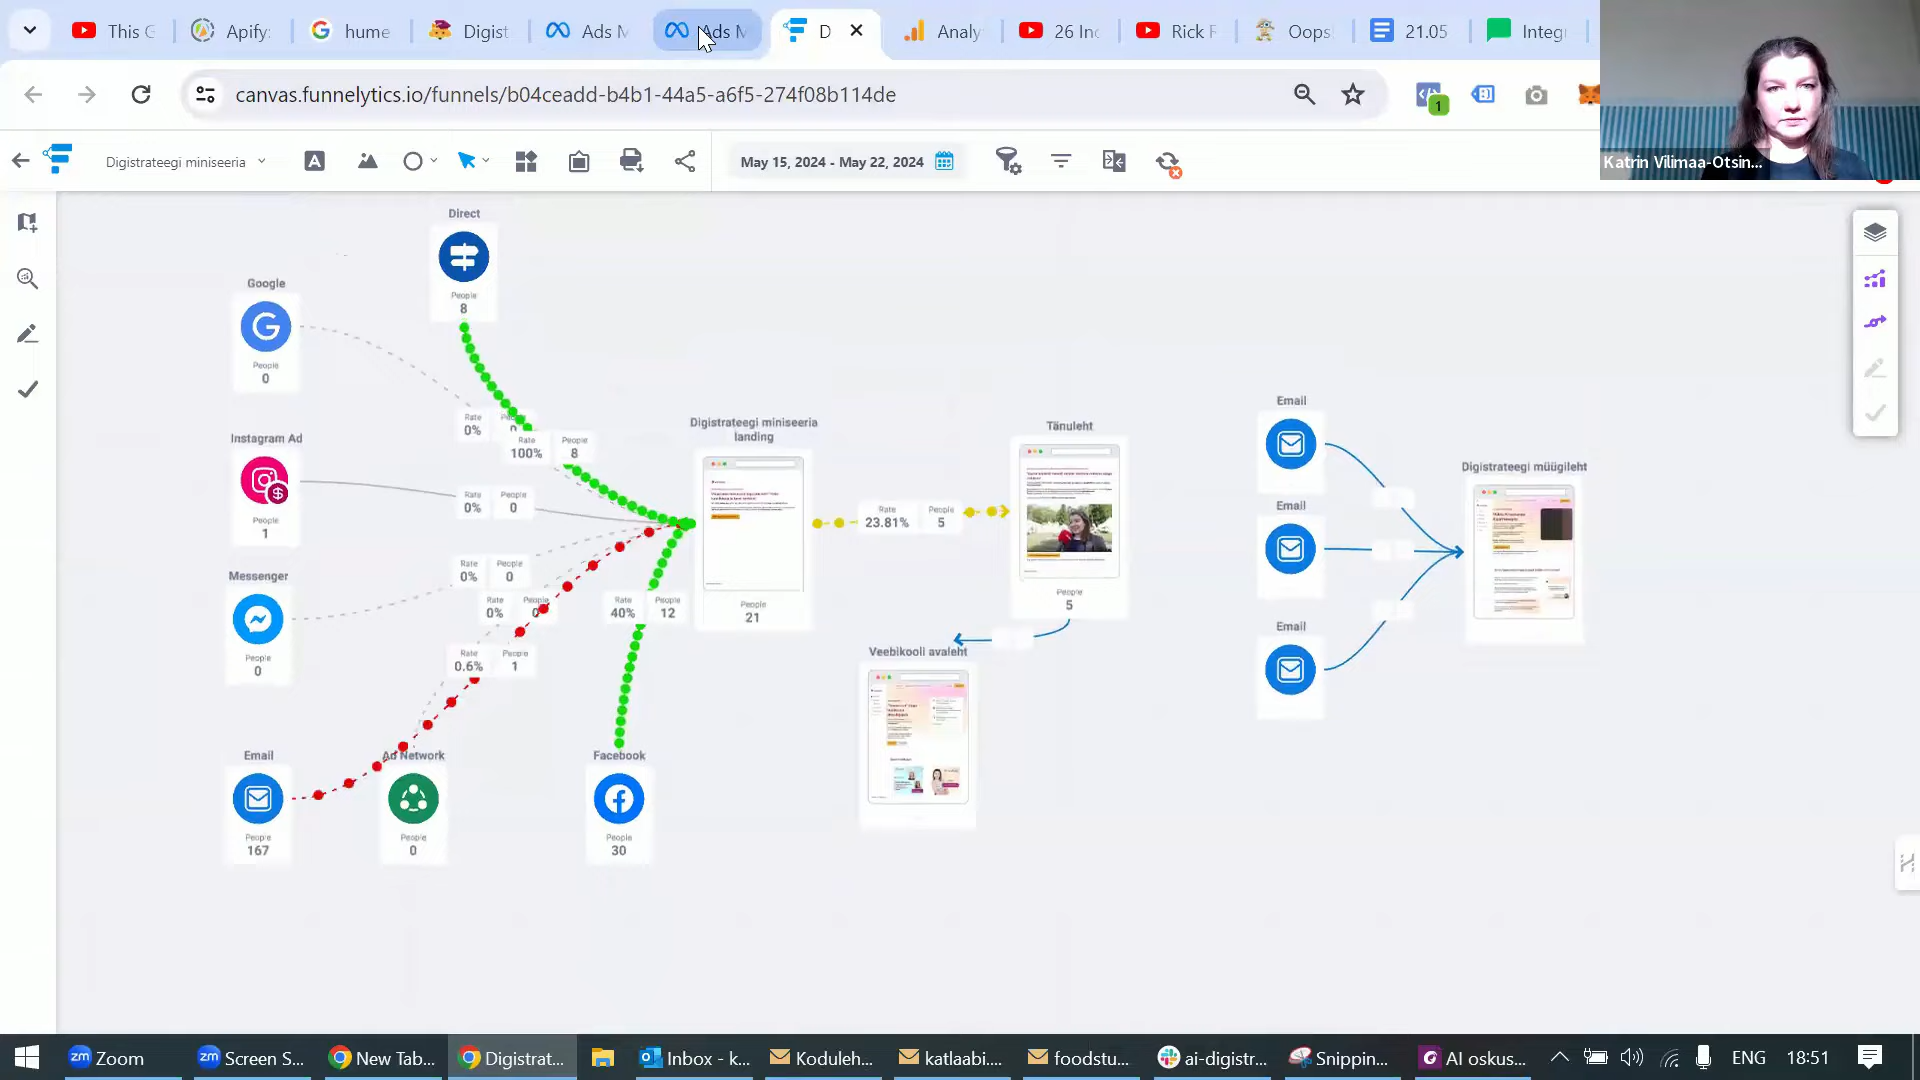 This G
Apify:
hume
Digist
Ads M
Ads M
D
Analy
26 Inc
Rick F
Oops
21.05
Integ
canvas.funnelytics.io/funnels/b04ceadd-b4b1-44a5-a6f5-274f08b114de
1
Katrin Vilimaa-Otsin...
Digistrateegi miniseeria
A
May 15, 2024 - May 22, 2024
Direct
People
8
Google
People
0
Rate
0%
People
0
Rate
100%
People
8
Instagram Ad
People
1
Rate
0%
People
0
Messenger
People
0
Rate
0%
People
0
Rate
0%
People
0
Rate
40%
People
12
Rate
0.6%
People
1
Email
People
167
Ad Network
People
0
Facebook
People
30
Digistrateegi miniseeria
landing
People
21
Rate
23.81%
People
5
Tänuleht
People
5
Veebikooli avaleht
Email
Email
Email
Digistrateegi müügileht
Zoom
Screen S...
New Tab...
Digistrat...
Inbox - k...
Koduleh...
katlaabi....
foodstu...
ai-digistr...
Snippin...
AI oskus...
ENG
18:51